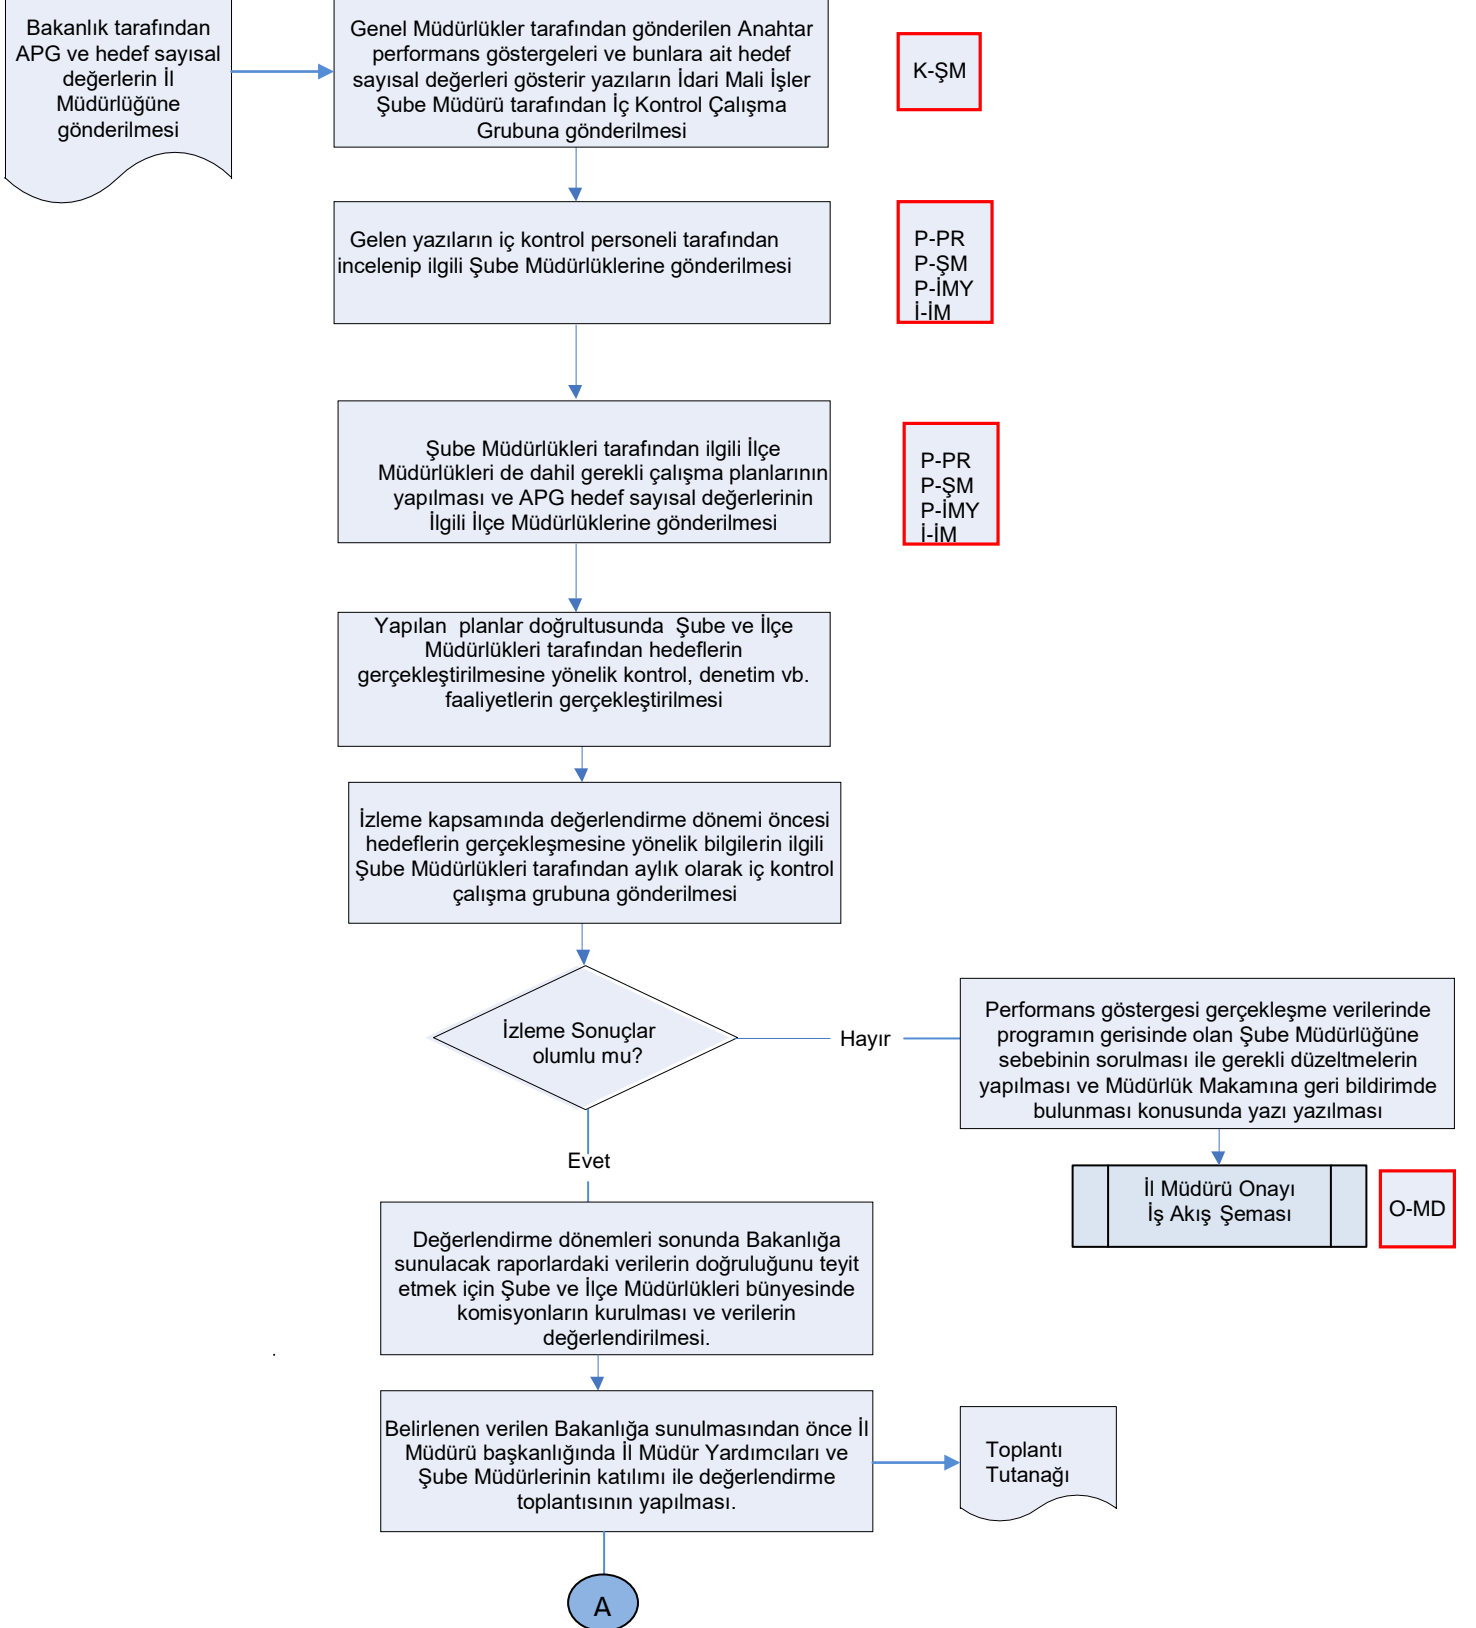 Bakanlık tarafından
APG ve hedef sayısal
değerlerin İl
Müdürlüğüne
gönderilmesi
Genel Müdürlükler tarafından gönderilen Anahtar
performans göstergeleri ve bunlara ait hedef
sayısal değerleri gösterir yazıların İdari Mali İşler
Şube Müdürü tarafından İç Kontrol Çalışma
Grubuna gönderilmesi
K-ŞM
Gelen yazıların iç kontrol personeli tarafından
incelenip ilgili Şube Müdürlüklerine gönderilmesi
P-PR
P-ŞM
P-İMY
İ-İM
Şube Müdürlükleri tarafından ilgili İlçe
Müdürlükleri de dahil gerekli çalışma planlarının
yapılması ve APG hedef sayısal değerlerinin
İlgili İlçe Müdürlüklerine gönderilmesi
P-PR
P-ŞM
P-İMY
İ-İM
Yapılan planlar doğrultusunda Şube ve İlçe
Müdürlükleri tarafından hedeflerin
gerçekleştirilmesine yönelik kontrol, denetim vb.
faaliyetlerin gerçekleştirilmesi
İzleme kapsamında değerlendirme dönemi öncesi
hedeflerin gerçekleşmesine yönelik bilgilerin ilgili
Şube Müdürlükleri tarafından aylık olarak iç kontrol
çalışma grubuna gönderilmesi
İzleme Sonuçlar
olumlu mu?
Hayır
Performans göstergesi gerçekleşme verilerinde
programın gerisinde olan Şube Müdürlüğüne
sebebinin sorulması ile gerekli düzeltmelerin
yapılması ve Müdürlük Makamına geri bildirimde
bulunması konusunda yazı yazılması
Evet
İl Müdürü Onayı
İş Akış Şeması
O-MD
Değerlendirme dönemleri sonunda Bakanlığa
sunulacak raporlardaki verilerin doğruluğunu teyit
etmek için Şube ve İlçe Müdürlükleri bünyesinde
komisyonların kurulması ve verilerin
değerlendirilmesi.
.
Belirlenen verilen Bakanlığa sunulmasından önce İl
Müdürü başkanlığında İl Müdür Yardımcıları ve
Şube Müdürlerinin katılımı ile değerlendirme
toplantısının yapılması.
Toplantı
Tutanağı
A